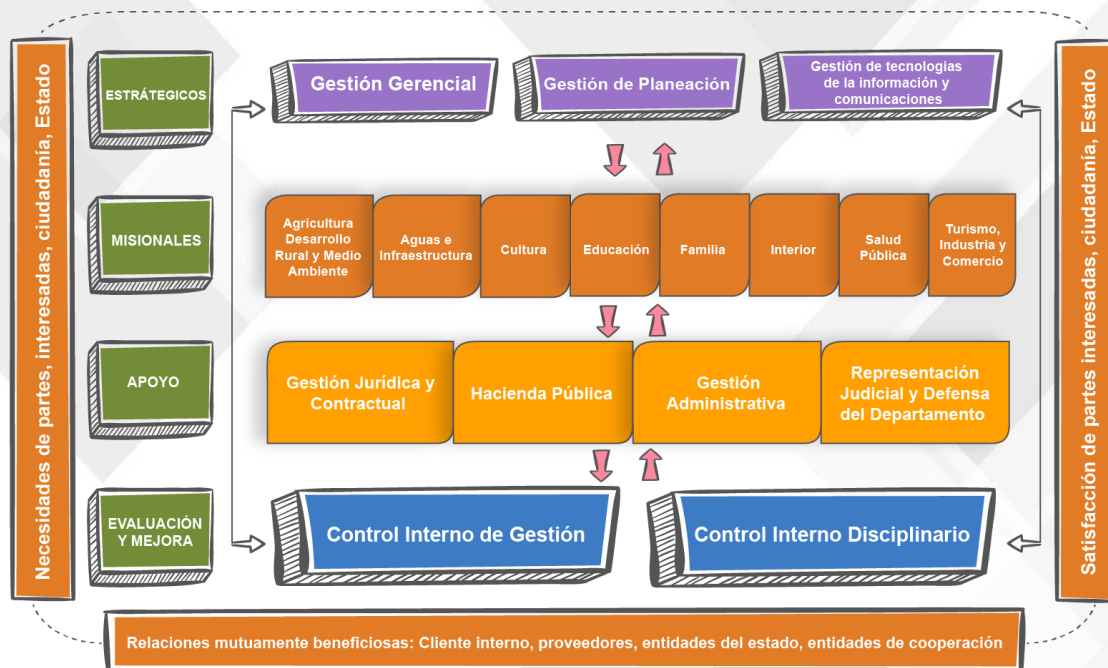 Necesidades de partes, interesadas, ciudadanía, Estado
ESTRÁTEGICOS
Gestión Gerencial
Gestión de Planeación
Gestión de tecnologias
de la información y
comunicaciones
MISIONALES
Agricultura
Desarrollo
Rural y Medio
Ambiente
Aguas e
Infraestructura
Cultura
Educación
Familia
Interior
Salud
Pública
Turismo,
Industria y
Comercio
APOYO
Gestión Jurídica y
Contractual
Hacienda Pública
Gestión
Administrativa
Representación
Judicial y Defensa
del Departamento
EVALUACIÓN
Y MEJORA
Control Interno de Gestión
Control Interno Disciplinario
Satisfacción de partes interesadas, ciudadanía, Estado
Relaciones mutuamente beneficiosas: Cliente interno, proveedores, entidades del estado, entidades de cooperación